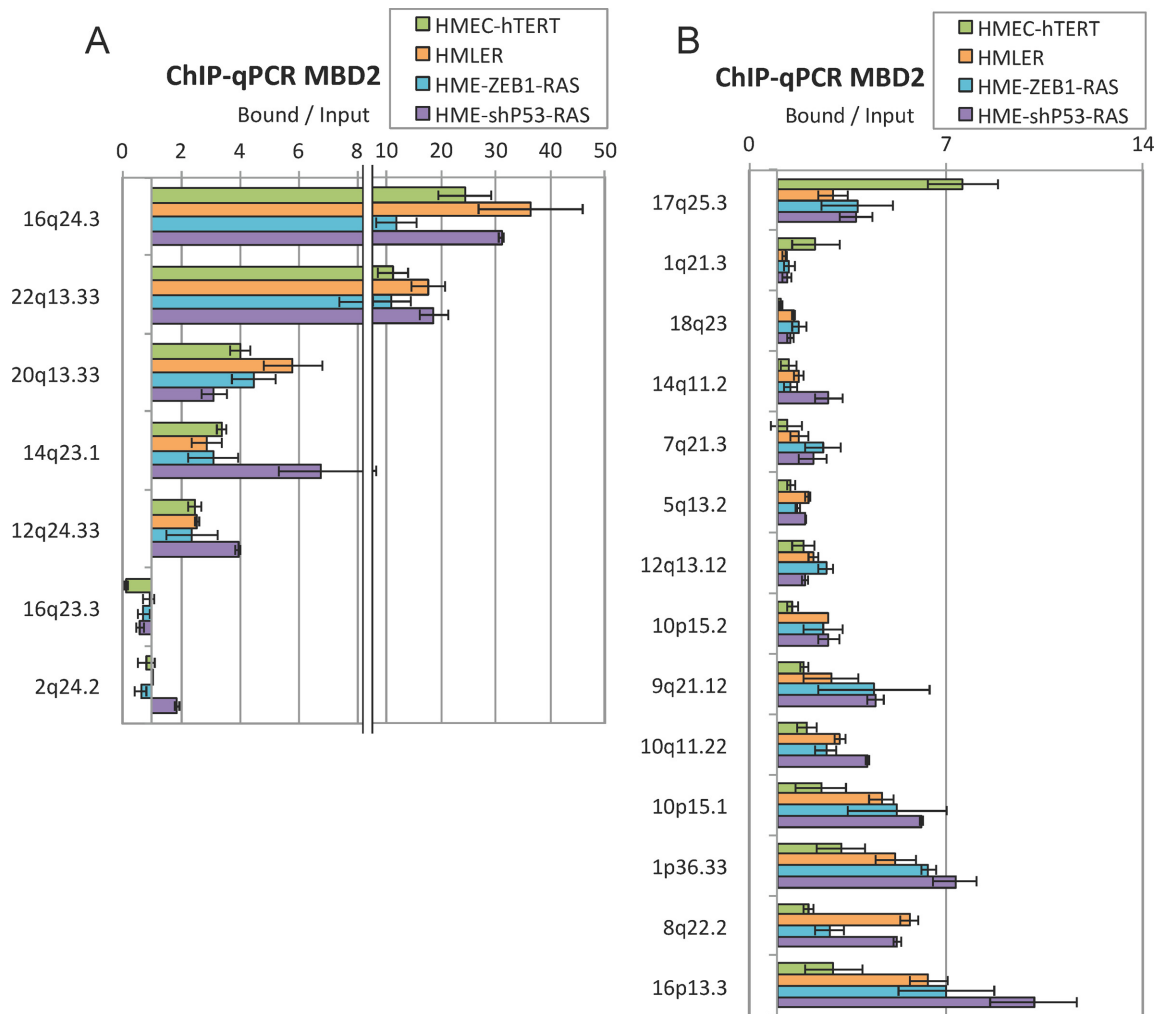 A
ChIP-qPCR MBD2
Bound / Input
HMEC-hTERT
HMLER
HME-ZEB1-RAS
HME-shP53-RAS
0 2 4 6 8 10 20 30 40 50
16q24.3
22q13.33
20q13.33
14q23.1
12q24.33
16q23.3
2q24.2
B
ChIP-qPCR MBD2
Bound / Input
HMEC-hTERT
HMLER
HME-ZEB1-RAS
HME-shP53-RAS
0 7 14
17q25.3
1q21.3
18q23
14q11.2
7q21.3
5q13.2
12q13.12
10p15.2
9q21.12
10q11.22
10p15.1
1p36.33
8q22.2
16p13.3